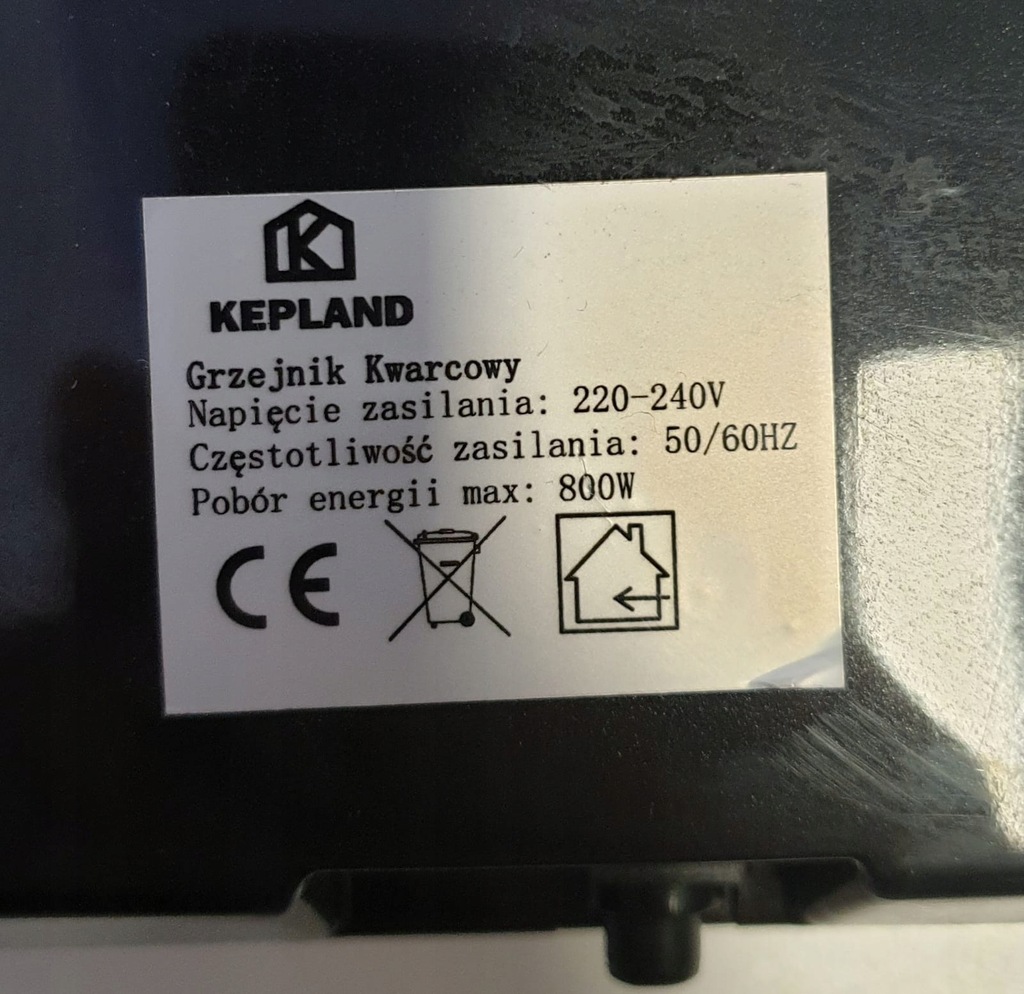 KEPLAND
Grzejnik Kwarcowy
Napięcie zasilania: 220-240V
Częstotliwość zasilania: 50/60HZ
Pobór energii max: 800W
CE